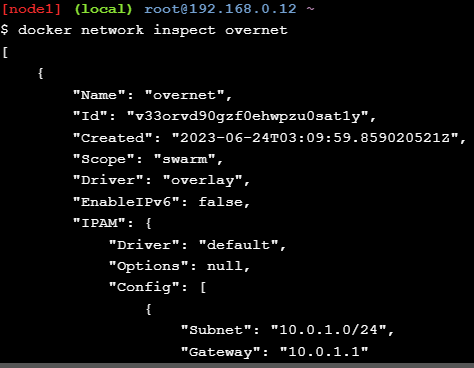 [node1] (local) root@192.168.0.12 ~
$ docker network inspect overnet
[
{
"Name": "overnet",
"Id": "v33orvd90gzf0ehwpzu0sat1y",
"Created": "2023-06-24T03:09:59.859020521Z",
"Scope": "swarm",
"Driver": "overlay",
"EnableIPv6": false,
"IPAM": {
"Driver": "default",
"Options": null,
"Config": [
{
"Subnet": "10.0.1.0/24",
"Gateway": "10.0.1.1"